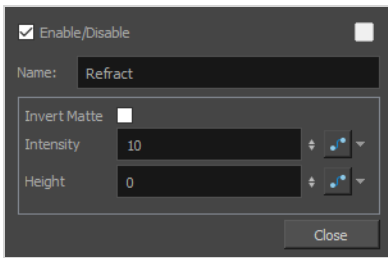 Enable/Disable
Name: Refract
Invert Matte
Intensity 10
Height 0
Close